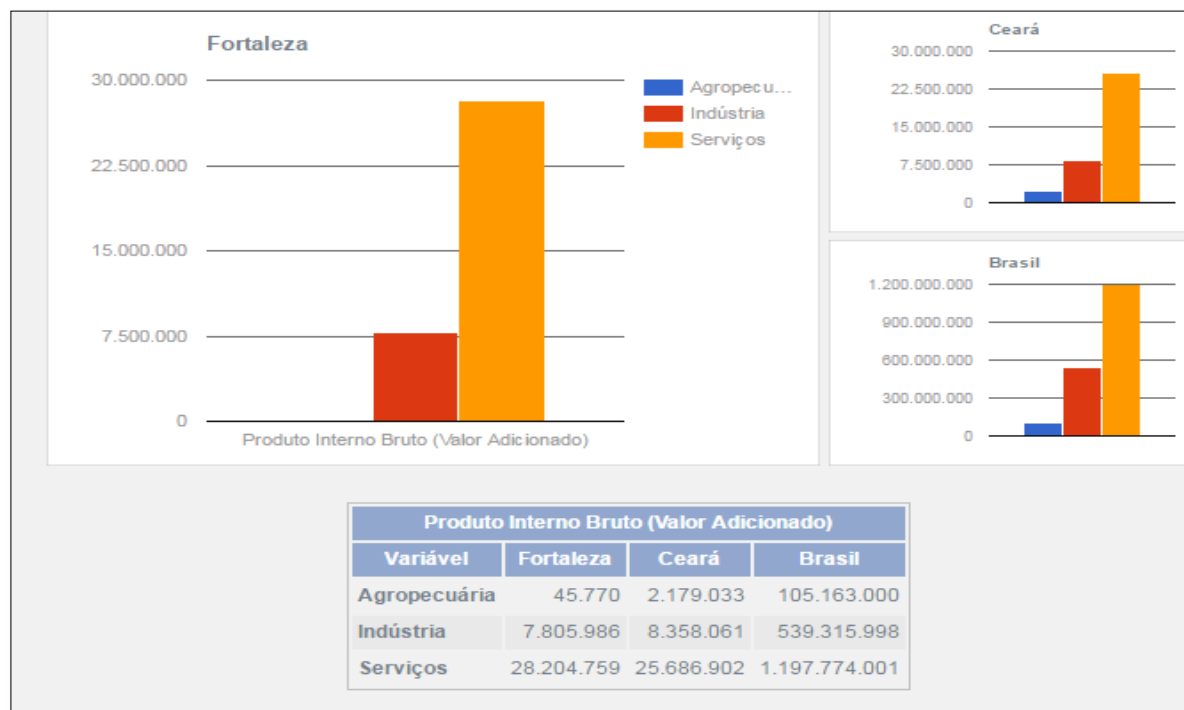 Fortaleza
30.000.000
22.500.000
15.000.000
7.500.000
0
Produto Interno Bruto (Valor Adicionado)
Agropecu...
Indústria
Serviços
Ceará
30.000.000
22.500.000
15.000.000
7.500.000
0
Brasil
1.200.000.000
900.000.000
600.000.000
300.000.000
0
Produto Interno Bruto (Valor Adicionado)
Variável Fortaleza Ceará Brasil
Agropecuária 45.770 2.179.033 105.163.000
Indústria 7.805.986 8.358.061 539.315.998
Serviços 28.204.759 25.686.902 1.197.774.001